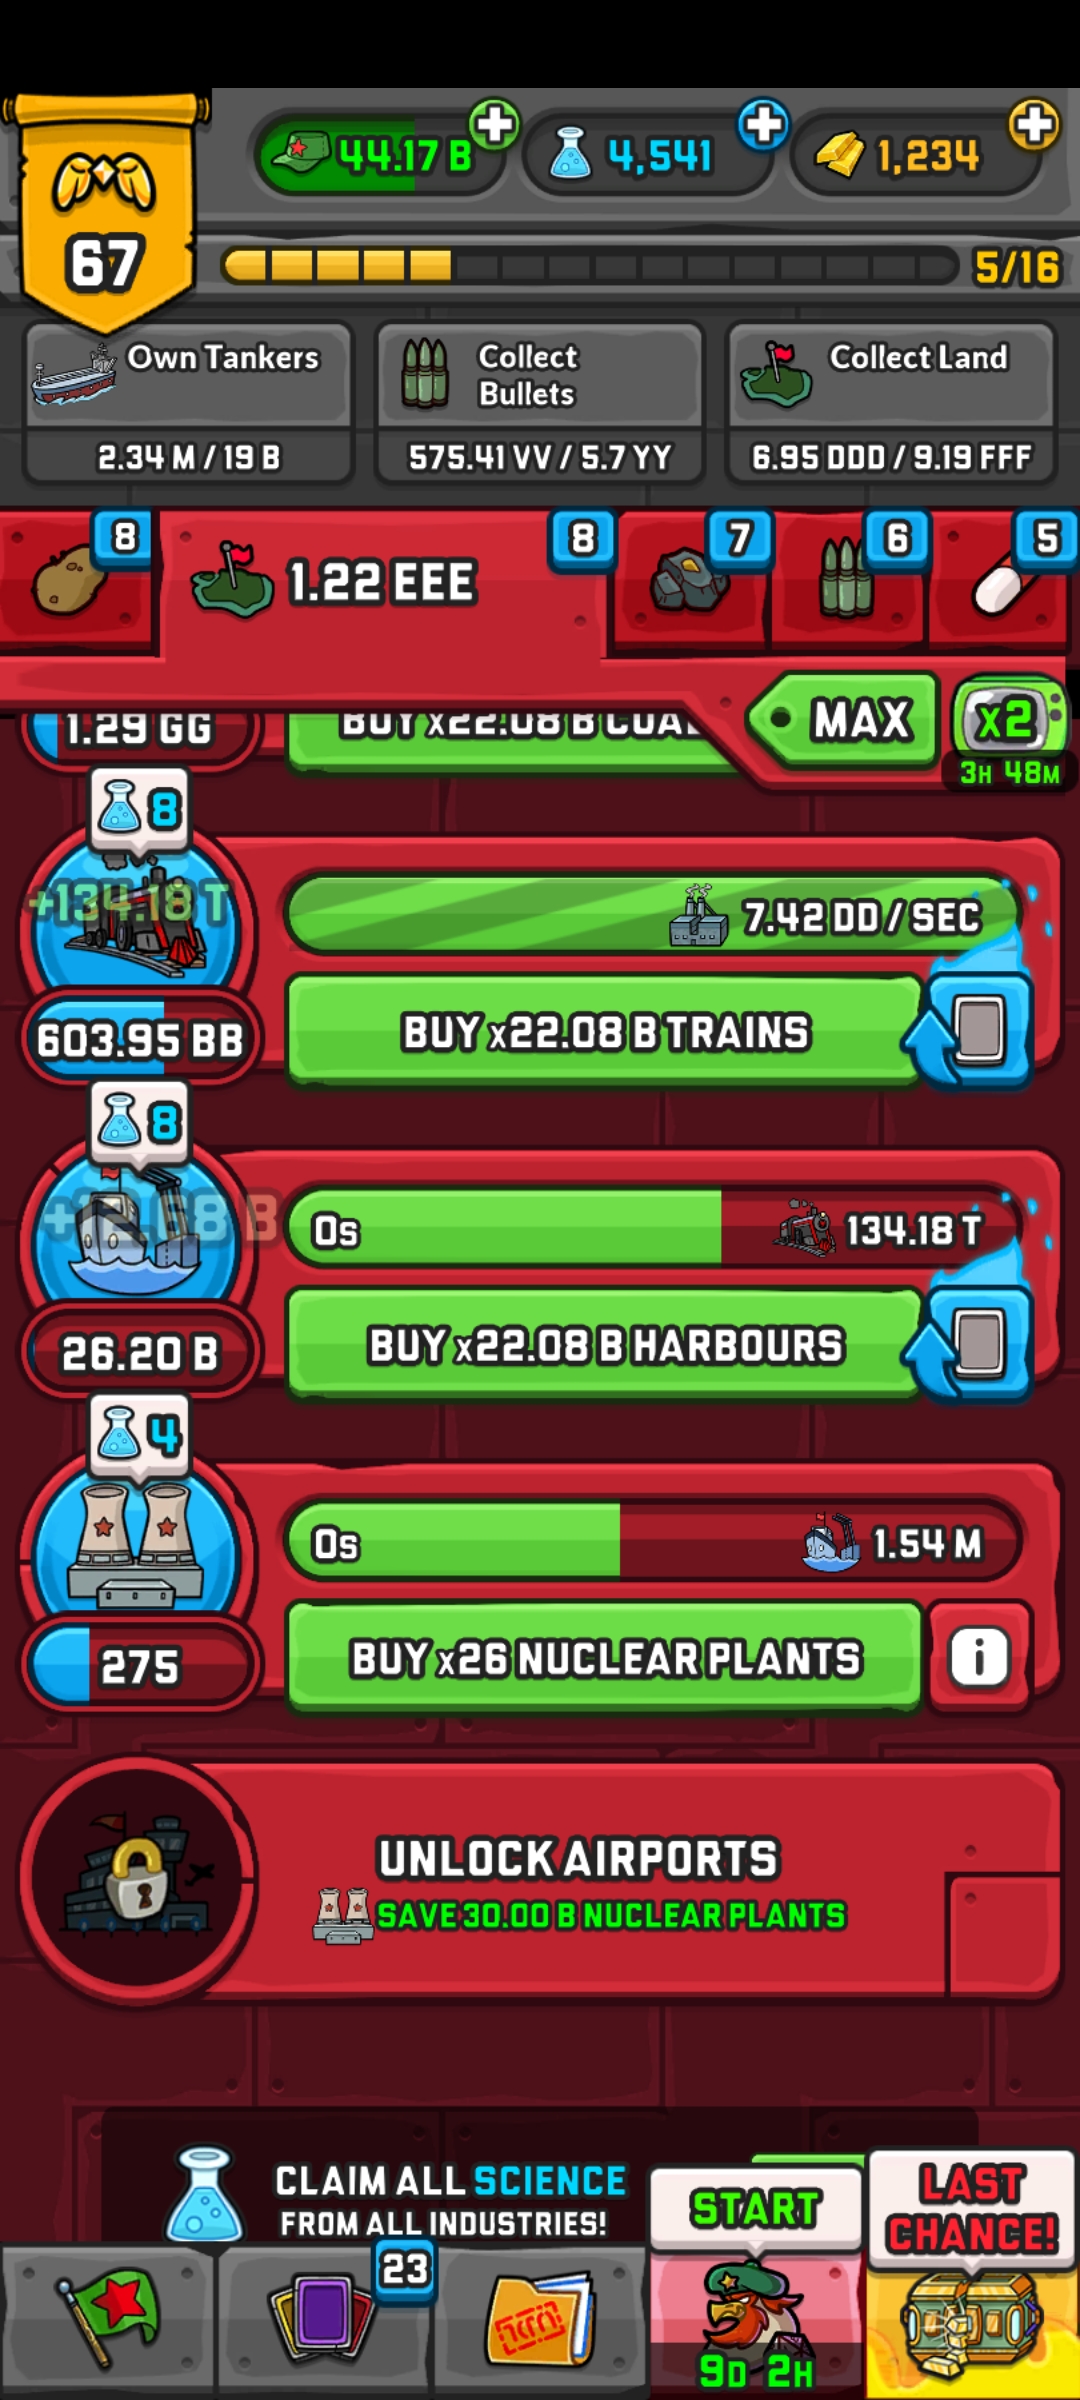 44.17 B
4,541
1,234
67
5/16
Own Tankers
2.34 M / 19 B
Collect
Bullets
575.41 VV / 5.7 YY
Collect Land
6.95 DDD / 9.19 FFF
8
1.22 EEE
8
7
6
5
MAX
x2
3H 48M
1.29 GG
BUY x22.08 B COAL
8
+134.18 T
7.42 DD / SEC
603.95 BB
BUY x22.08 B TRAINS
8
0s
134.18 T
26.20 B
BUY x22.08 B HARBOURS
4
0s
1.54 M
275
BUY x26 NUCLEAR PLANTS
i
UNLOCK AIRPORTS
SAVE 30.00 B NUCLEAR PLANTS
CLAIM ALL SCIENCE
FROM ALL INDUSTRIES!
START
LAST
CHANCE!
23
9D 2H